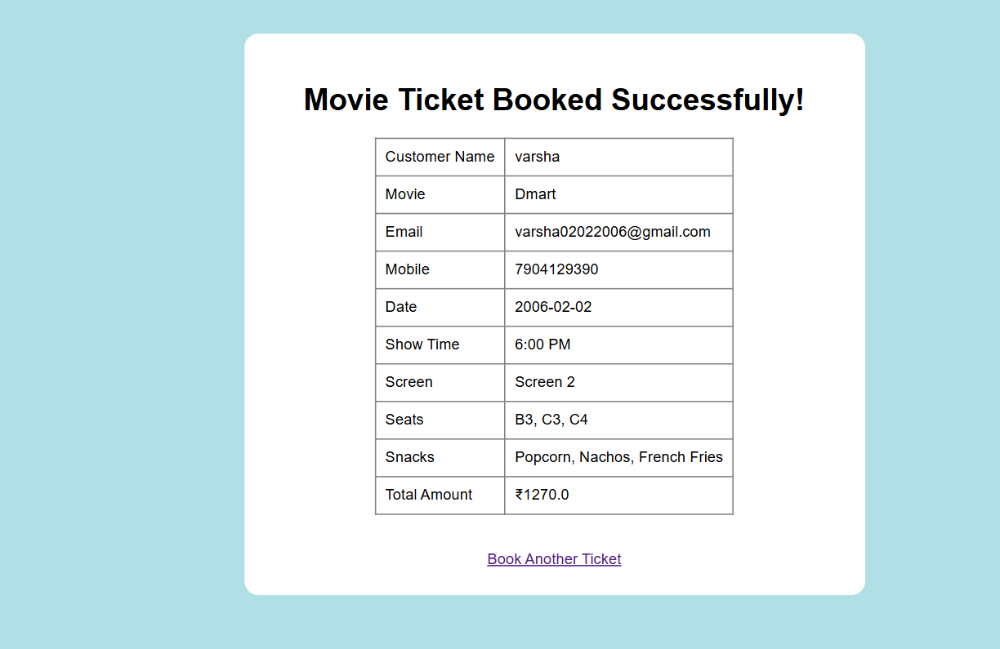 Movie Ticket Booked Successfully!
Customer Name varsha
Movie Dmart
Email varsha02022006@gmail.com
Mobile 7904129390
Date 2006-02-02
Show Time 6:00 PM
Screen Screen 2
Seats B3, C3, C4
Snacks Popcorn, Nachos, French Fries
Total Amount ₹1270.0
Book Another Ticket